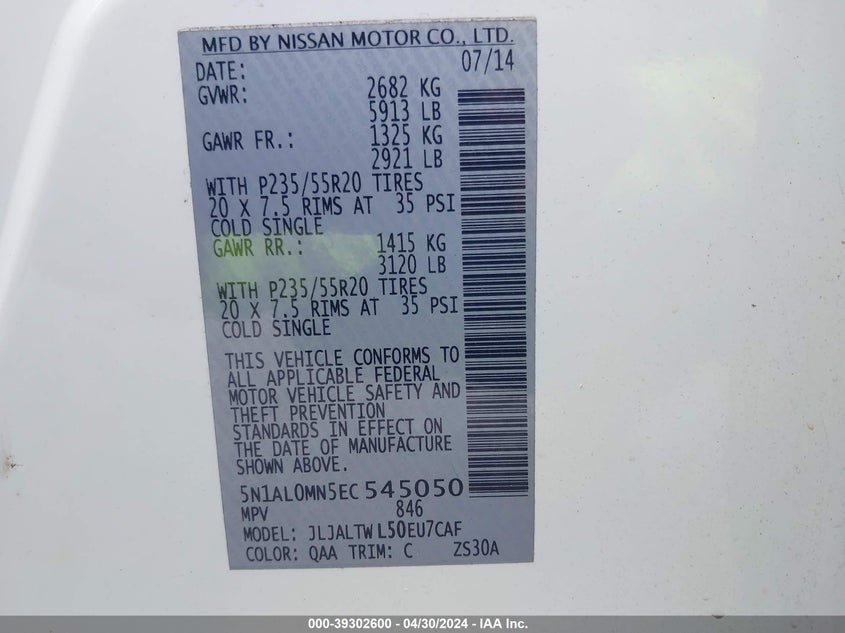 MFD BY NISSAN MOTOR CO., LTD.
DATE: 07/14
GVWR: 2682 KG
5913 LB
GAWR FR.: 1325 KG
2921 LB
WITH P235/55R20 TIRES
20 X 7.5 RIMS AT 35 PSI
COLD SINGLE
GAWR RR.: 1415 KG
3120 LB
WITH P235/55R20 TIRES
20 X 7.5 RIMS AT 35 PSI
COLD SINGLE
THIS VEHICLE CONFORMS TO
ALL APPLICABLE FEDERAL
MOTOR VEHICLE SAFETY AND
THEFT PREVENTION
STANDARDS IN EFFECT ON
THE DATE OF MANUFACTURE
SHOWN ABOVE.
5N1AL0MN5EC545050
MPV 846
MODEL: JLJALTWL50EU7CAF
COLOR: QAA TRIM: C ZS30A
000-39302600 - 04/30/2024 - IAA Inc.